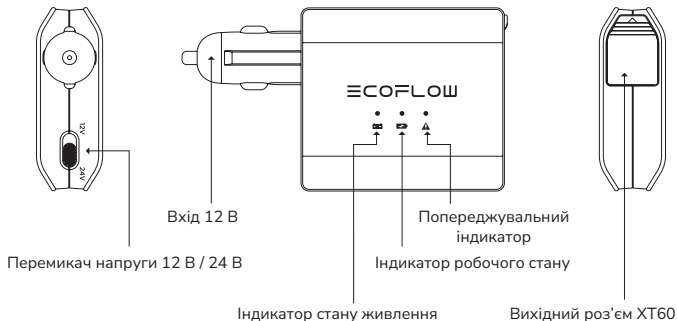 ECOFLOW
12V
24V
Вхід 12 В
Попереджувальний
індикатор
Перемикач напруги 12 В / 24 В
Індикатор робочого стану
Індикатор стану живлення
Вихідний роз’єм XT60